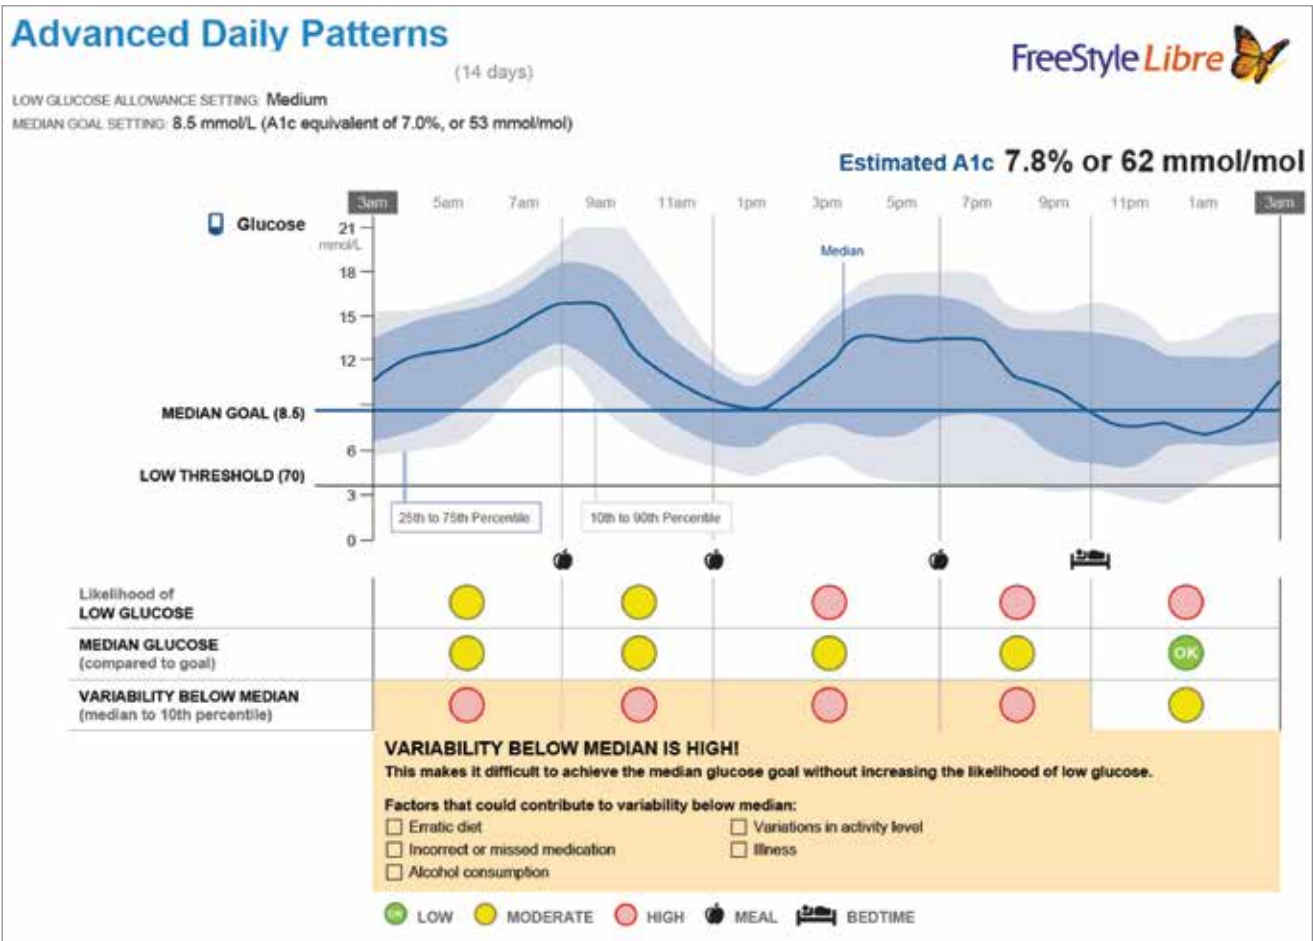 Advanced Daily Patterns
(14 days)
FreeStyle Libre
LOW GLUCOSE ALLOWANCE SETTING: Medium
MEDIAN GOAL SETTING: 8.5 mmol/L (A1c equivalent of 7.0%, or 53 mmol/mol)
Estimated A1c 7.8% or 62 mmol/mol
3am 5am 7am 9am 11am 1pm 3pm 5pm 7pm 9pm 11pm 1am 3am
Glucose
21
mmol/L
Median
18
15
12
MEDIAN GOAL (8.5)
6
LOW THRESHOLD (70)
3
25th to 75th Percentile 10th to 90th Percentile
0
Likelihood of
LOW GLUCOSE
MEDIAN GLUCOSE
(compared to goal)
OK
VARIABILITY BELOW MEDIAN
(median to 10th percentile)
VARIABILITY BELOW MEDIAN IS HIGH!
This makes it difficult to achieve the median glucose goal without increasing the likelihood of low glucose.
Factors that could contribute to variability below median:
Erratic diet Variations in activity level
Incorrect or missed medication Illness
Alcohol consumption
OK LOW MODERATE HIGH MEAL BEDTIME